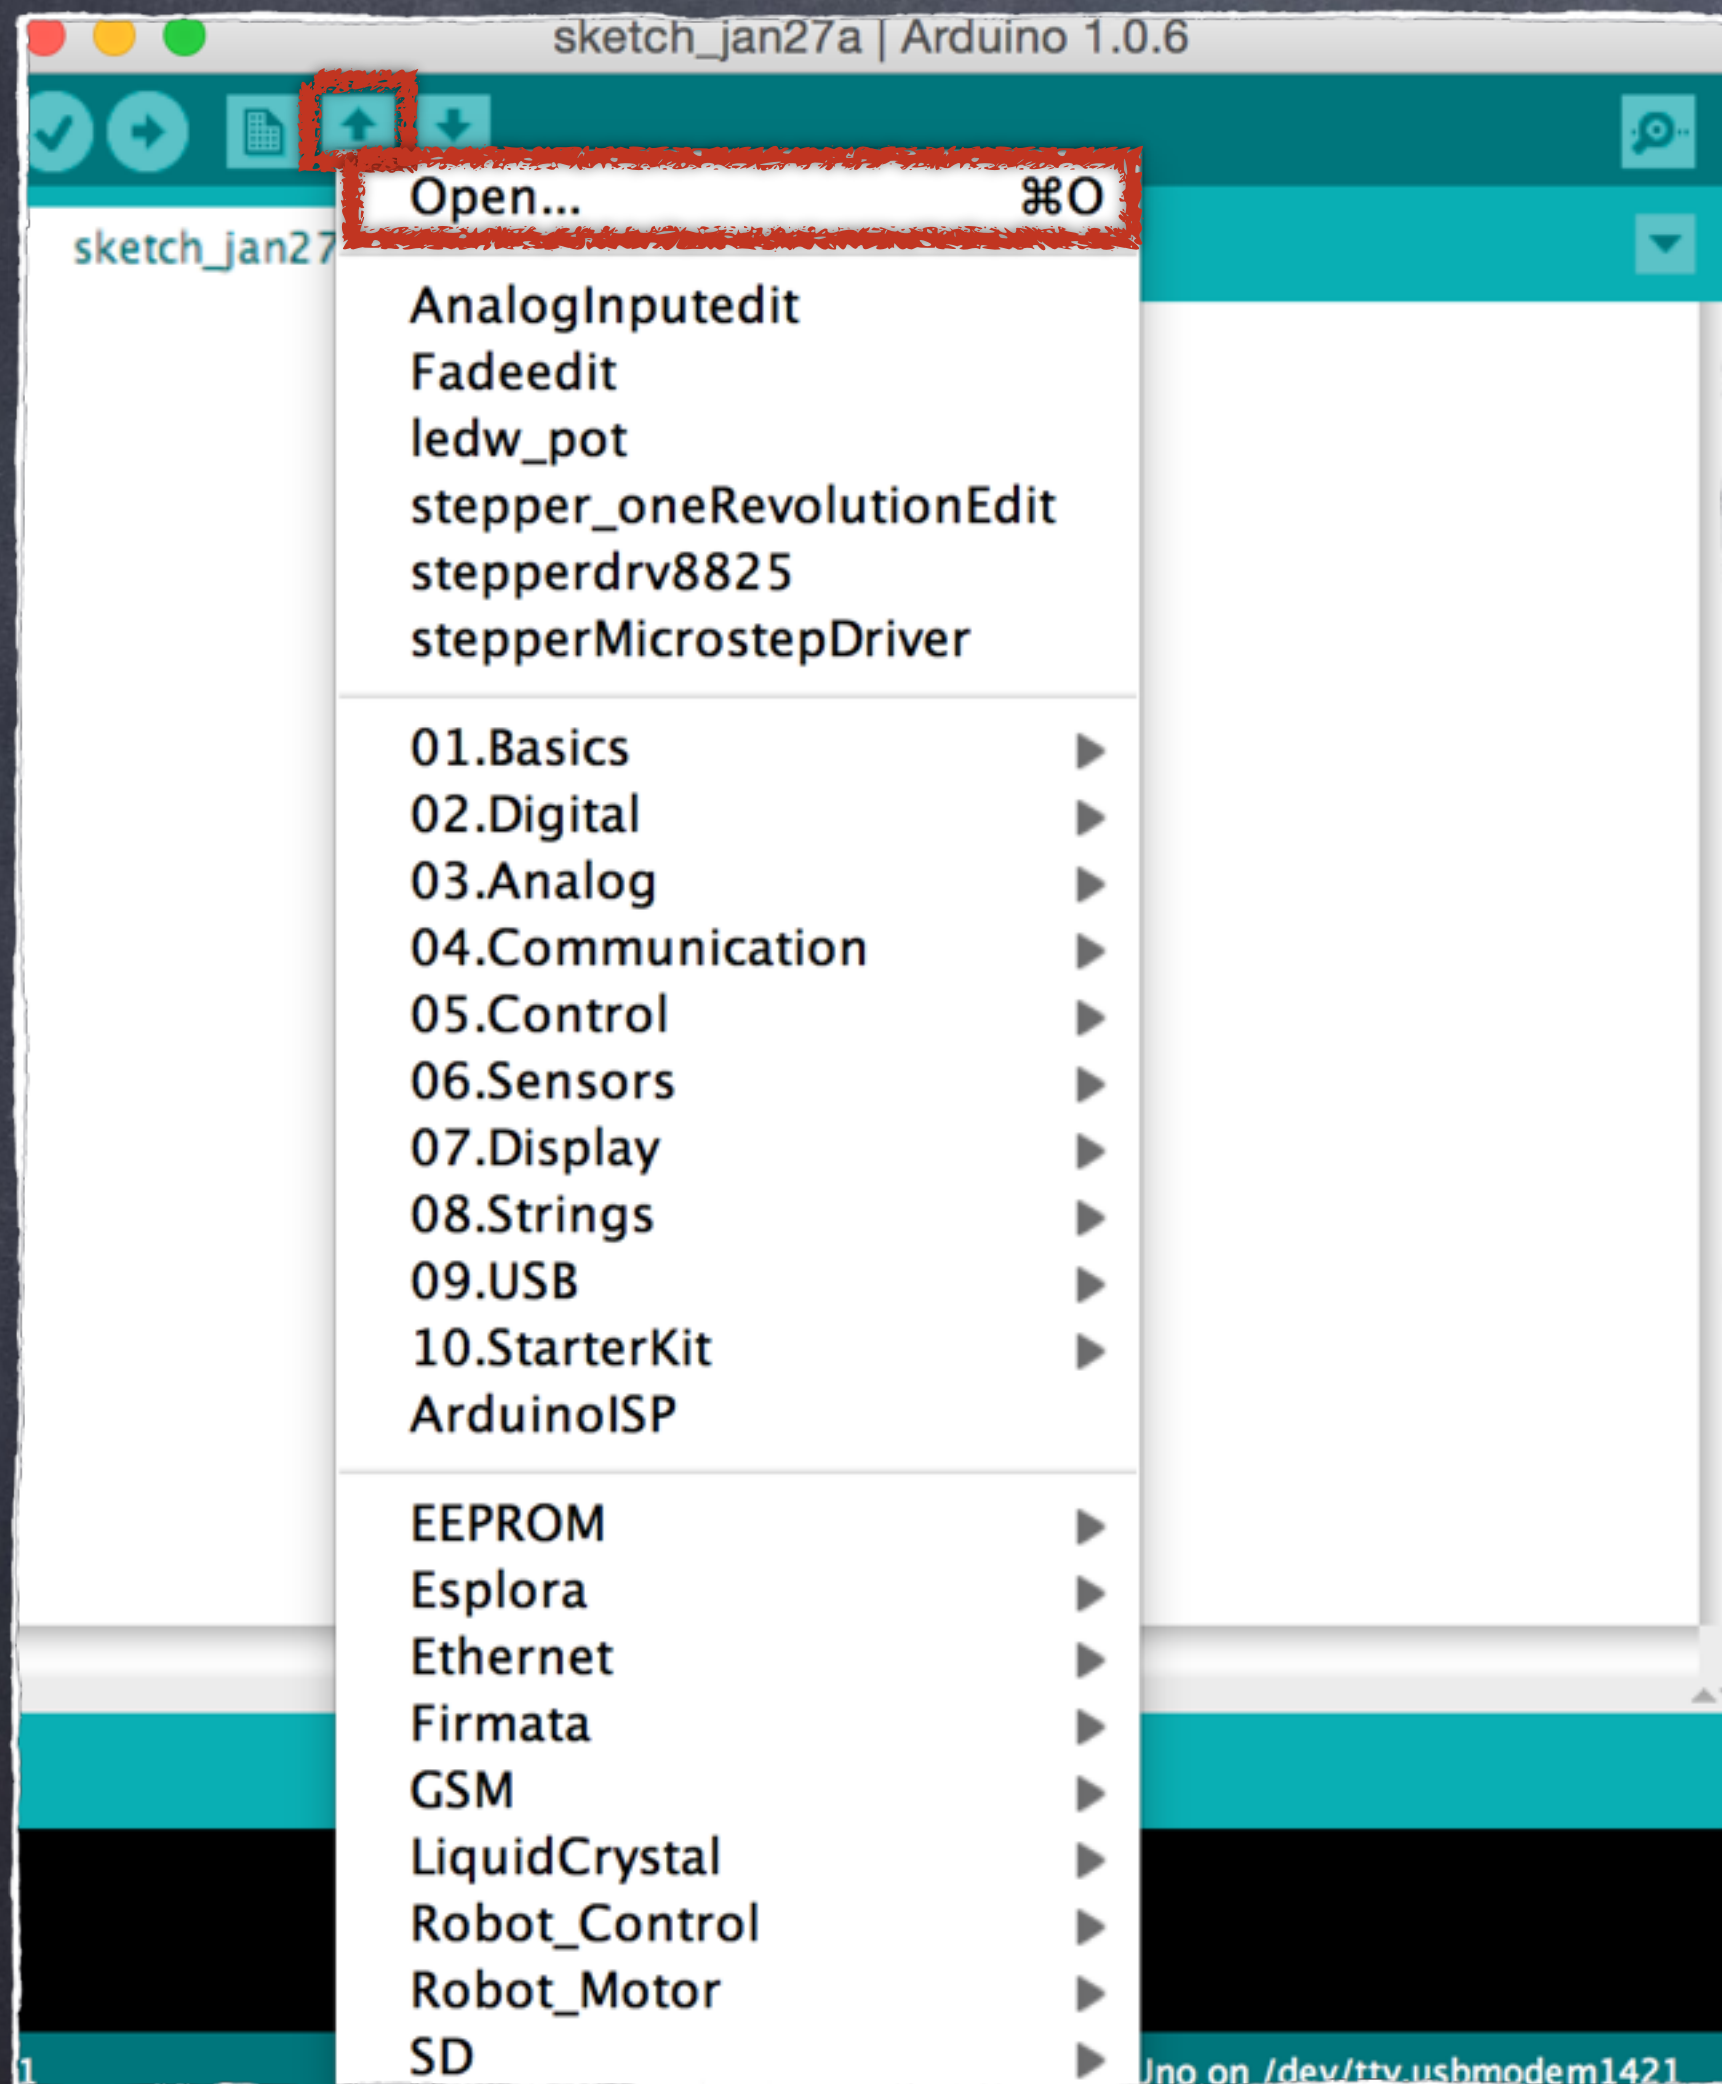 sketch_jan27a | Arduino 1.0.6
Open... ⌘O
sketch_jan27
AnalogInputedit
Fadeedit
ledw_pot
stepper_oneRevolutionEdit
stepperdrv8825
stepperMicrostepDriver
01.Basics
02.Digital
03.Analog
04.Communication
05.Control
06.Sensors
07.Display
08.Strings
09.USB
10.StarterKit
ArduinoISP
EEPROM
Esplora
Ethernet
Firmata
GSM
LiquidCrystal
Robot_Control
Robot_Motor
SD
1 Uno on /dev/tty.usbmodem1421